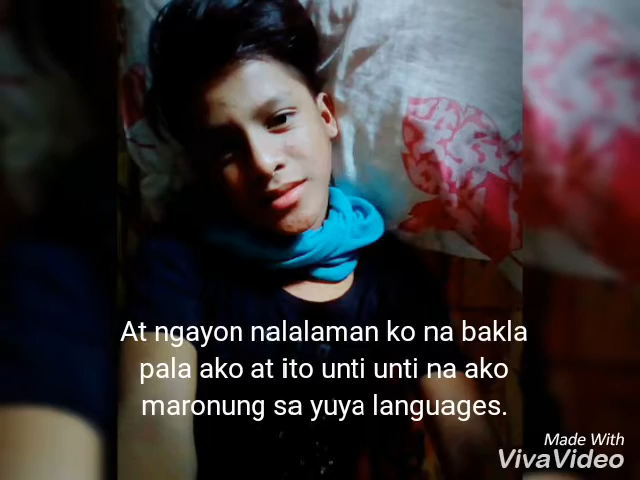 At ngayon nalalaman ko na bakla
pala ako at ito unti unti na ako
maronung sa yuya languages.
Made With
VivaVideo